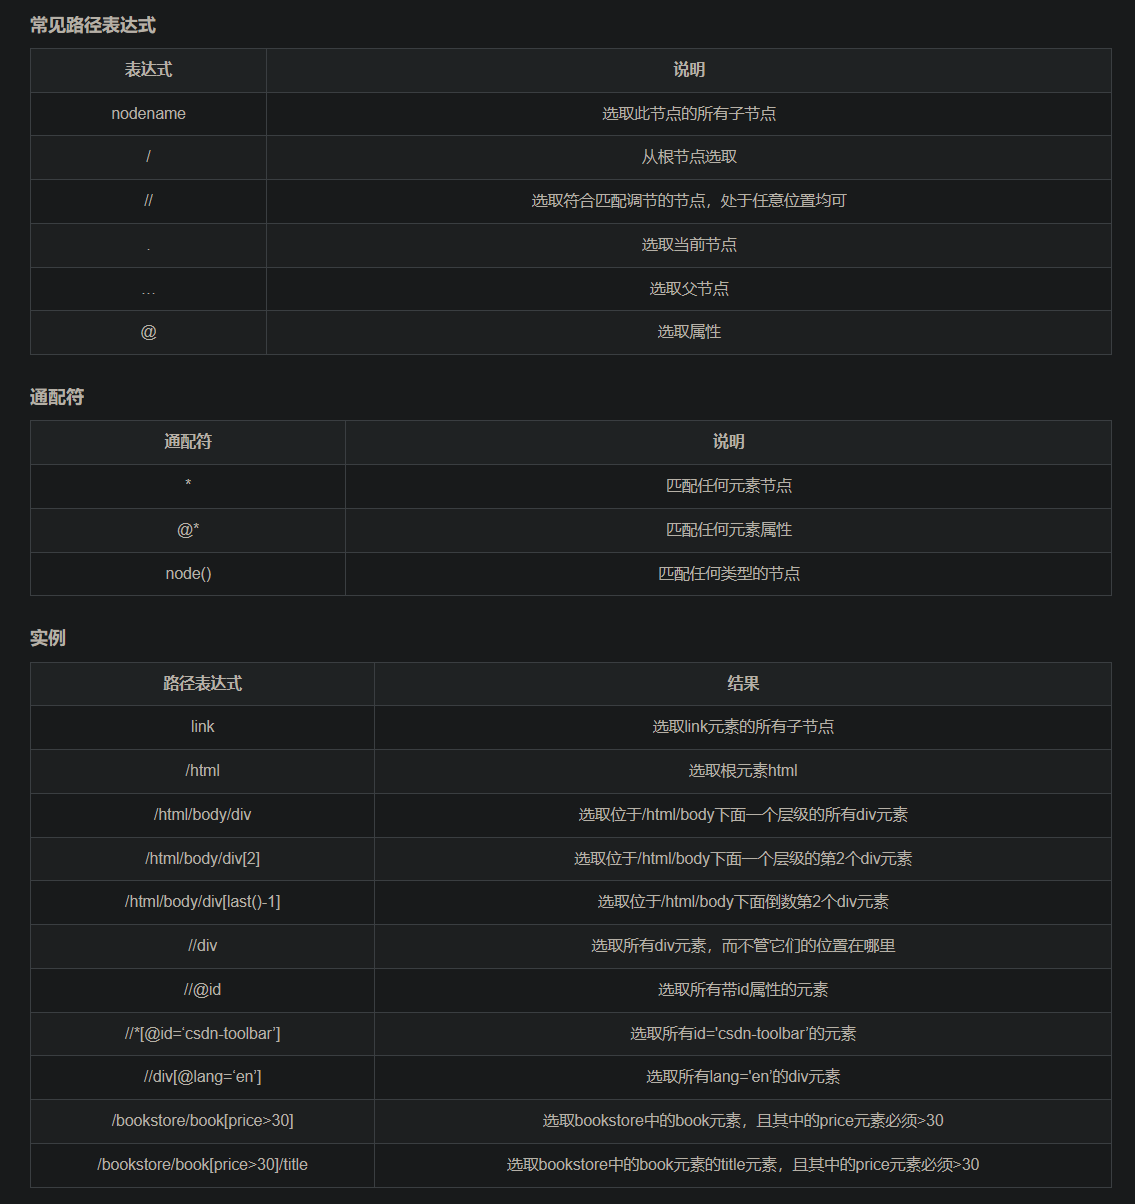 常见路径表达式
表达式 说明
nodename 选取此节点的所有子节点
/ 从根节点选取
// 选取符合匹配调节的节点，处于任意位置均可
. 选取当前节点
… 选取父节点
@ 选取属性
通配符
通配符 说明
* 匹配任何元素节点
@* 匹配任何元素属性
node() 匹配任何类型的节点
实例
路径表达式 结果
link 选取link元素的所有子节点
/html 选取根元素html
/html/body/div 选取位于/html/body下面一个层级的所有div元素
/html/body/div[2] 选取位于/html/body下面一个层级的第2个div元素
/html/body/div[last()-1] 选取位于/html/body下面倒数第2个div元素
//div 选取所有div元素，而不管它们的位置在哪里
//@id 选取所有带id属性的元素
//*[@id=‘csdn-toolbar’] 选取所有id='csdn-toolbar’的元素
//div[@lang=‘en’] 选取所有lang='en’的div元素
/bookstore/book[price>30] 选取bookstore中的book元素，且其中的price元素必须>30
/bookstore/book[price>30]/title 选取bookstore中的book元素的title元素，且其中的price元素必须>30